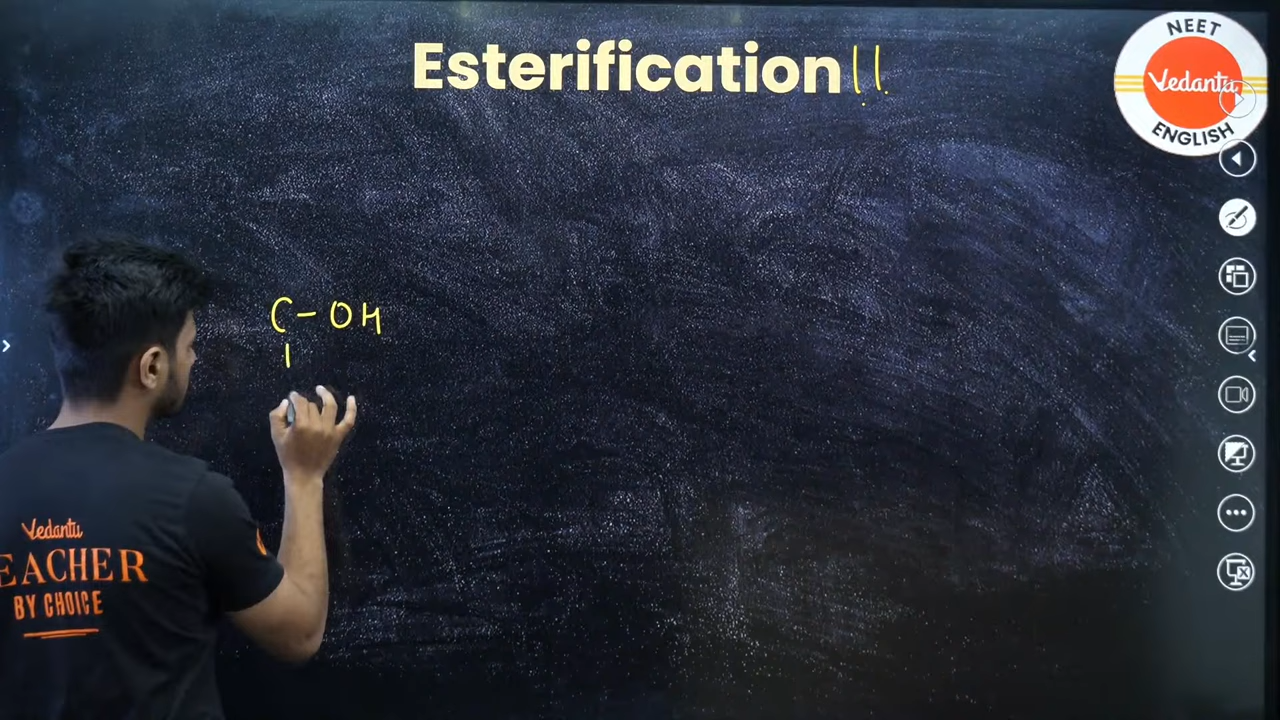 Esterification!!
NEET
Vedantu
ENGLISH
C - OH
Vedantu
EACHER
BY CHOICE